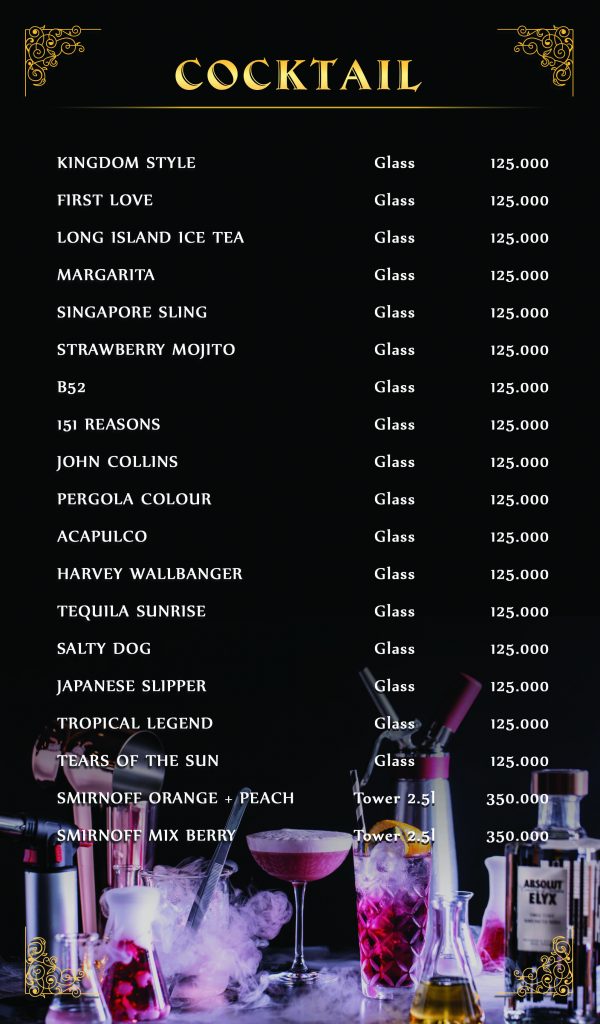 COCKTAIL
KINGDOM STYLE Glass 125.000
FIRST LOVE Glass 125.000
LONG ISLAND ICE TEA Glass 125.000
MARGARITA Glass 125.000
SINGAPORE SLING Glass 125.000
STRAWBERRY MOJITO Glass 125.000
B52 Glass 125.000
151 REASONS Glass 125.000
JOHN COLLINS Glass 125.000
PERGOLA COLOUR Glass 125.000
ACAPULCO Glass 125.000
HARVEY WALLBANGER Glass 125.000
TEQUILA SUNRISE Glass 125.000
SALTY DOG Glass 125.000
JAPANESE SLIPPER Glass 125.000
TROPICAL LEGEND Glass 125.000
TEARS OF THE SUN Glass 125.000
SMIRNOFF ORANGE + PEACH Tower 2.5l 350.000
SMIRNOFF MIX BERRY Tower 2.5l 350.000
ABSOLUT
ELYX